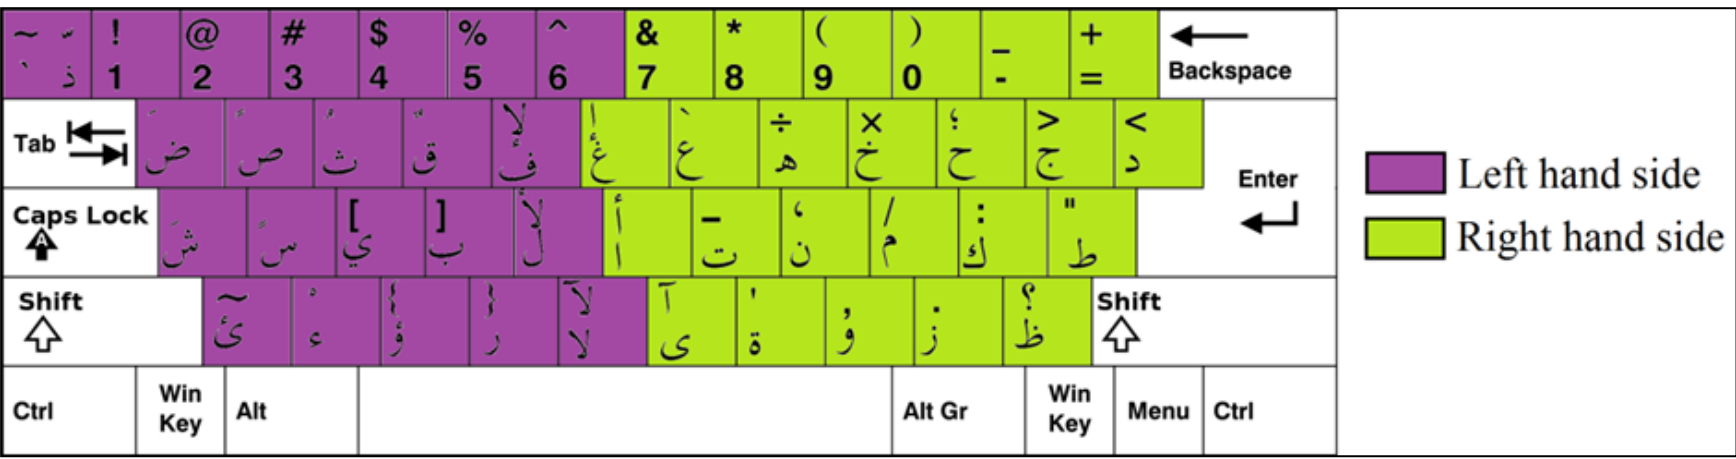 ~ ّ ! @ # $ % ^ & * ( ) _ +
` ذ 1 2 3 4 5 6 7 8 9 0 - = Backspace
َ ً ُ ٌ لإ إ ` ÷ × ؛ > <
Tab ض ص ث ق ف غ ع ه خ ح ج د
Enter
Caps Lock [ ] لأ أ ـ ، / : "
A ش س ي ب ل ا ت ن م ك ط
Shift ~ ْ { } لآ آ ' , . ؟ Shift
ئ ء ؤ ر لا ى ة و ز ظ
Ctrl Win Key Alt Alt Gr Win Key Menu Ctrl
Left hand side
Right hand side